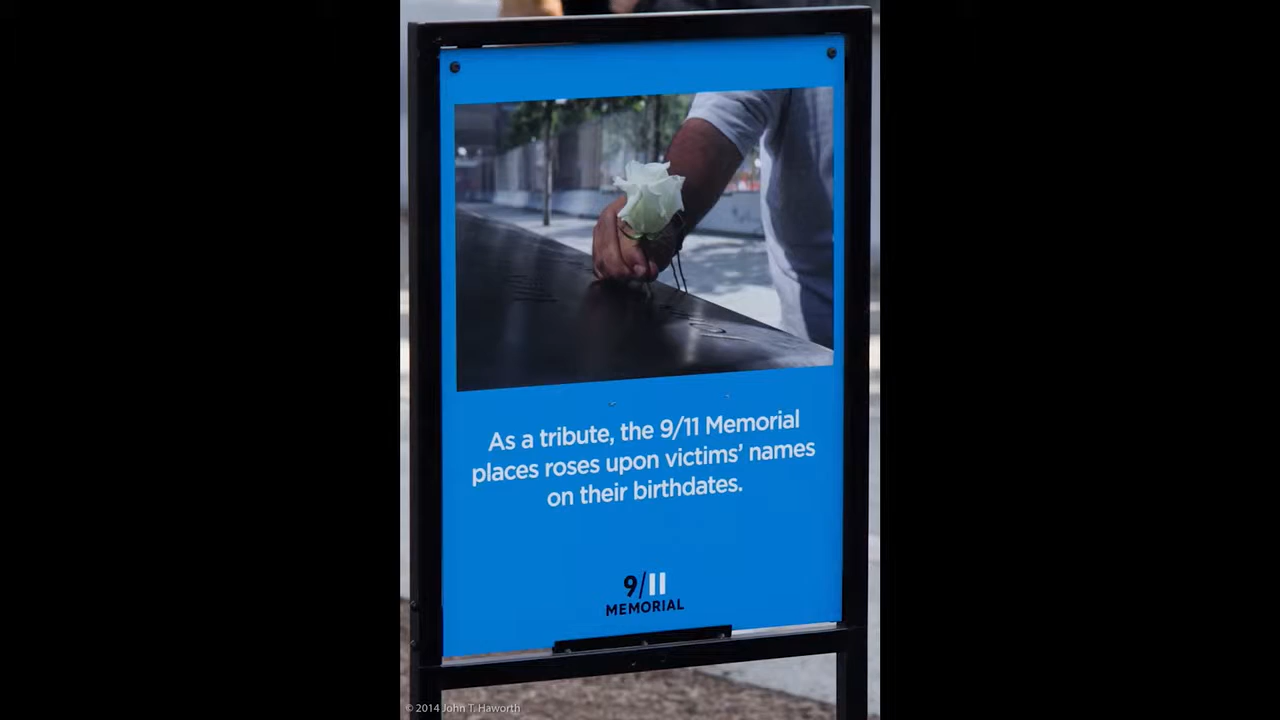 As a tribute, the 9/11 Memorial
places roses upon victims’ names
on their birthdates.
9/11
MEMORIAL
© 2014 John T. Haworth